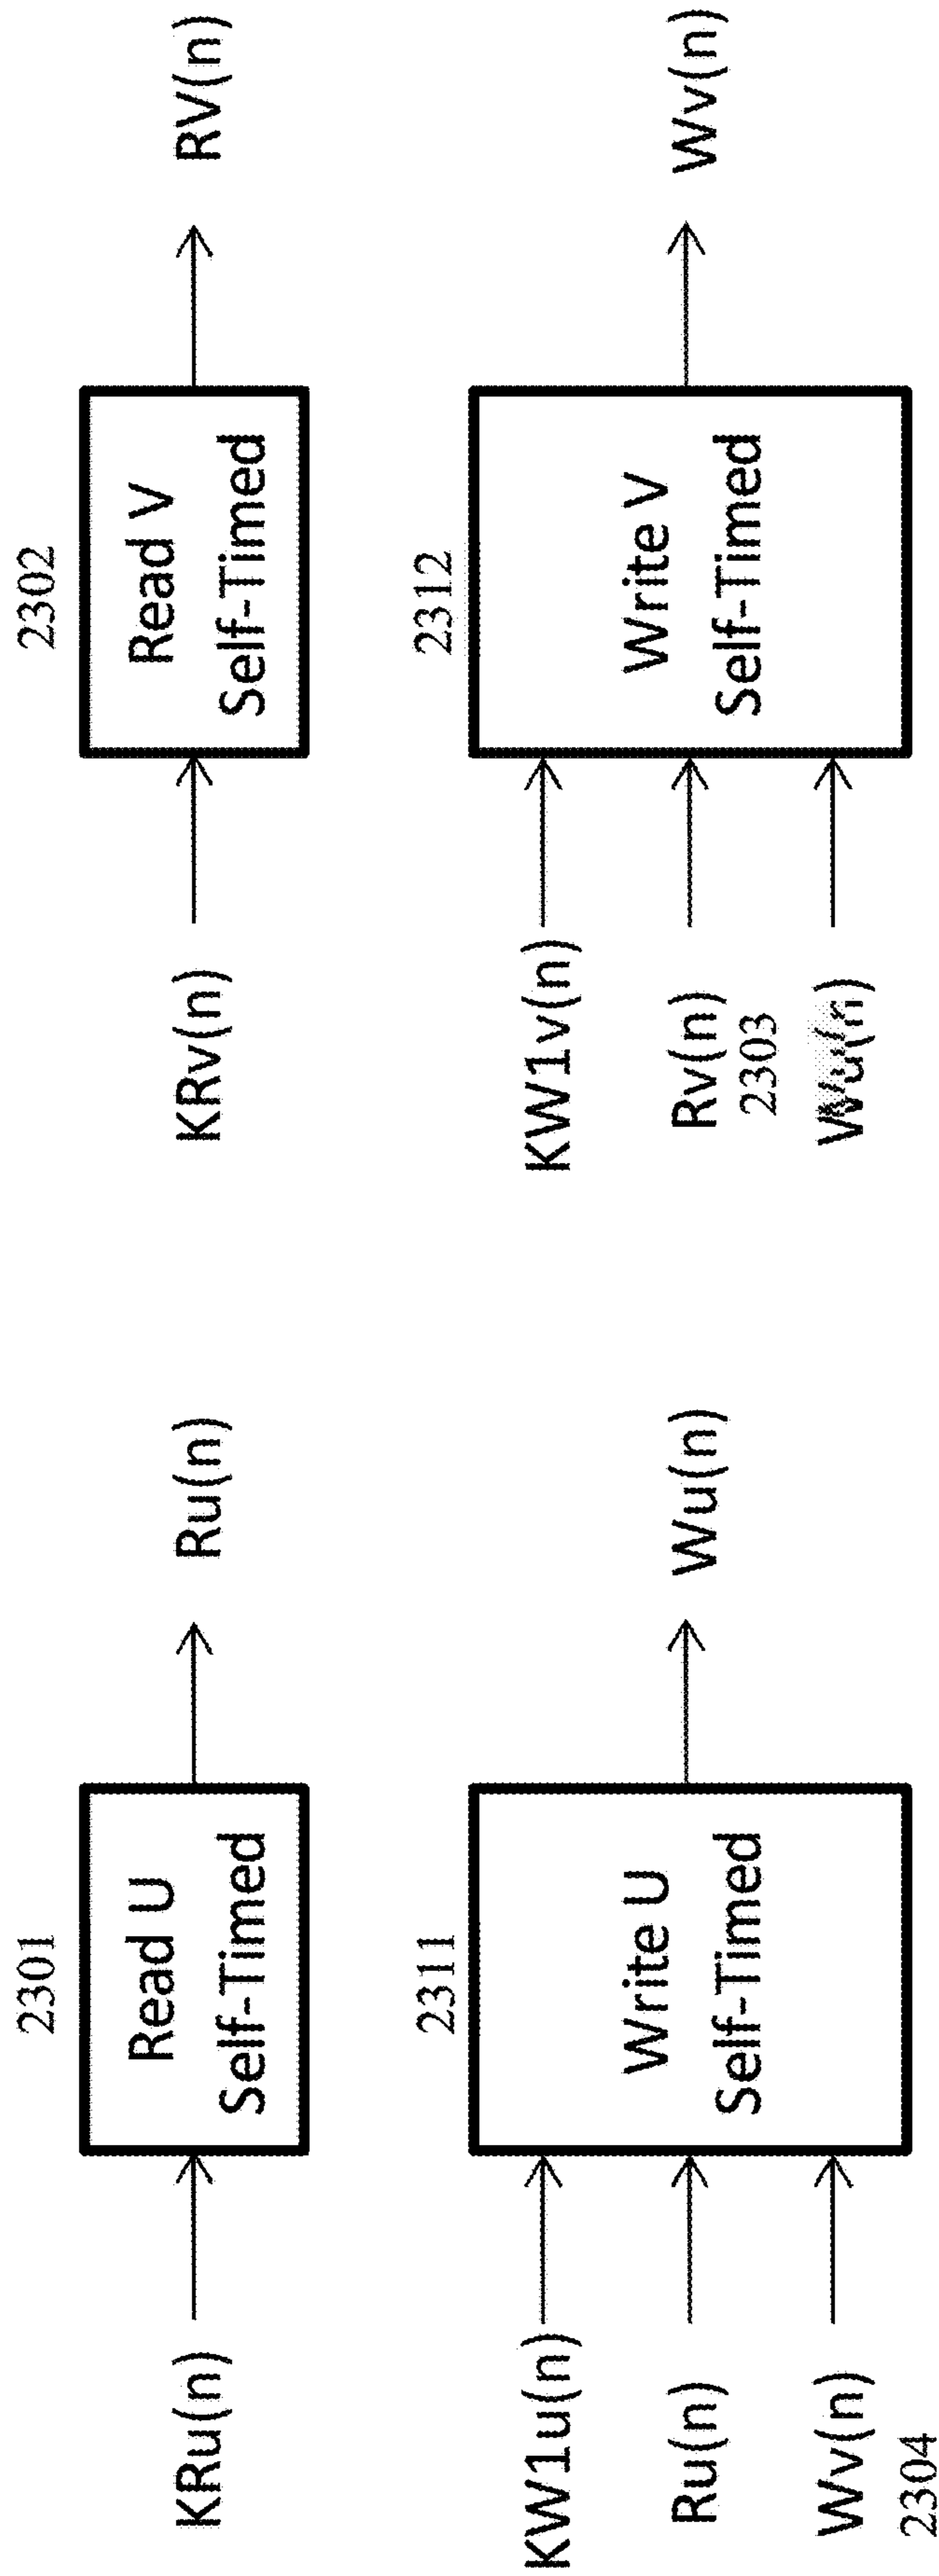 2301
Read U
Self-Timed
KRu(n)
Ru(n)
2311
Write U
Self-Timed
KW1u(n)
Ru(n)
Wv(n)
2304
Wu(n)
2302
Read V
Self-Timed
KRv(n)
RV(n)
2312
Write V
Self-Timed
KW1v(n)
Rv(n)
2303
Wu(n)
Wv(n)